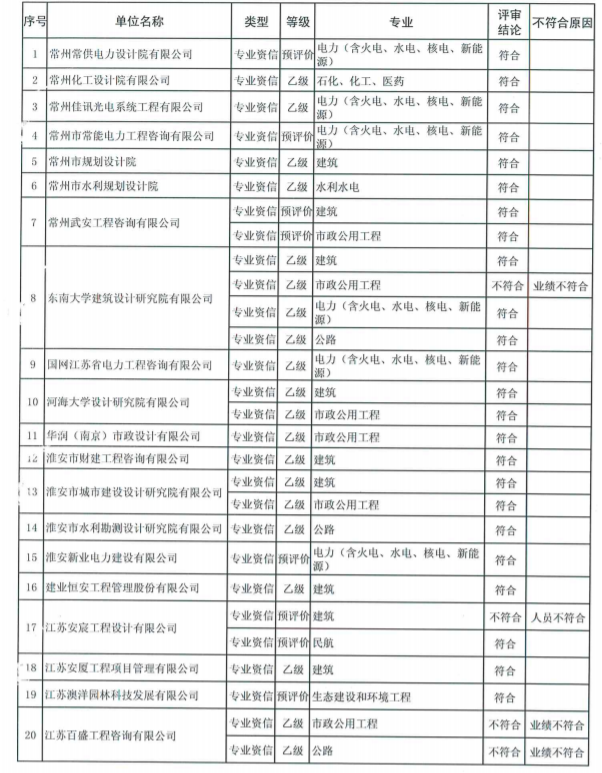 序号 单位名称 类型 等级 专业 评审结论 不符合原因
1 常州常供电力设计院有限公司 专业资信 预评价 电力（含火电、水电、核电、新能源） 符合
2 常州化工设计院有限公司 专业资信 乙级 石化、化工、医药 符合
3 常州佳讯光电系统工程有限公司 专业资信 乙级 电力（含火电、水电、核电、新能源） 符合
4 常州市常能电力工程咨询有限公司 专业资信 预评价 电力（含火电、水电、核电、新能源） 符合
5 常州市规划设计院 专业资信 乙级 建筑 符合
6 常州市水利规划设计院 专业资信 乙级 水利水电 符合
7 常州武安工程咨询有限公司 专业资信 预评价 建筑 符合
专业资信 预评价 市政公用工程 符合
8 东南大学建筑设计研究院有限公司 专业资信 乙级 建筑 符合
专业资信 乙级 市政公用工程 不符合 业绩不符合
专业资信 乙级 电力（含火电、水电、核电、新能源） 符合
专业资信 乙级 公路 符合
9 国网江苏省电力工程咨询有限公司 专业资信 乙级 电力（含火电、水电、核电、新能源） 符合
10 河海大学设计研究院有限公司 专业资信 乙级 建筑 符合
专业资信 乙级 市政公用工程 符合
11 华润（南京）市政设计有限公司 专业资信 乙级 市政公用工程 符合
12 淮安市财建工程咨询有限公司 专业资信 乙级 建筑 符合
13 淮安市城市建设设计研究院有限公司 专业资信 乙级 建筑 符合
专业资信 乙级 市政公用工程 符合
14 淮安市水利勘测设计研究院有限公司 专业资信 乙级 公路 符合
15 淮安新业电力建设有限公司 专业资信 预评价 电力（含火电、水电、核电、新能源） 符合
16 建业恒安工程管理股份有限公司 专业资信 乙级 建筑 符合
17 江苏安宸工程设计有限公司 专业资信 预评价 建筑 不符合 人员不符合
专业资信 预评价 民航 符合
18 江苏安厦工程项目管理有限公司 专业资信 乙级 建筑 符合
19 江苏澳洋园林科技发展有限公司 专业资信 预评价 生态建设和环境工程 符合
20 江苏百盛工程咨询有限公司 专业资信 乙级 市政公用工程 不符合 业绩不符合
专业资信 乙级 公路 不符合 业绩不符合